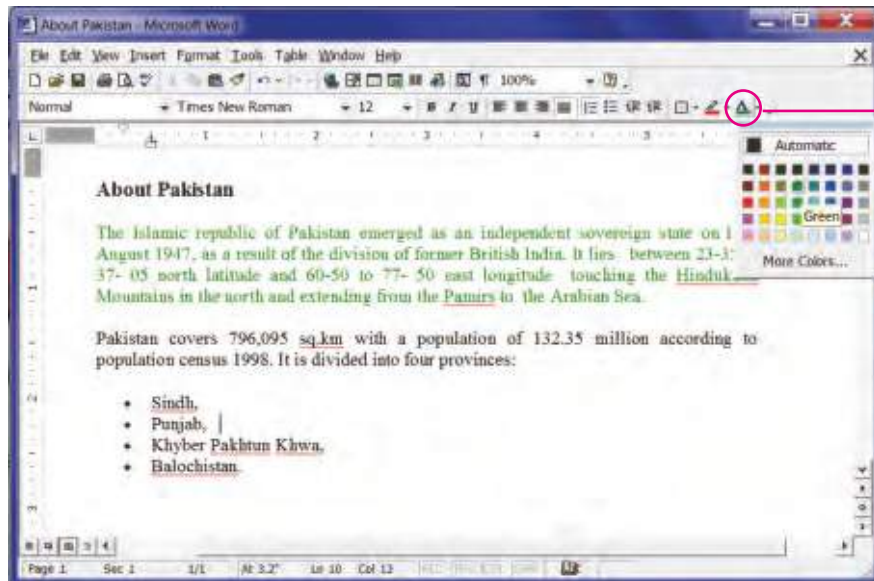 About Pakistan - Microsoft Word
File Edit View Insert Format Tools Table Window Help
100%
Normal Times New Roman 12 B I U
1 2 3 4 5
Automatic
Green
More Colors...
About Pakistan
The Islamic republic of Pakistan emerged as an independent sovereign state on
August 1947, as a result of the division of former British India. It lies between
37- 05 north latitude and 60-50 to 77- 50 east longitude touching the
Mountains in the north and extending from the Pamirs to the Arabian Sea.
Pakistan covers 796,095 sq.km with a population of 132.35 million according to
population census 1998. It is divided into four provinces:
• Sindh,
• Punjab,
• Khyber Pakhtun Khwa,
• Balochistan.
Page 1 Sec 1 1/1 At 3.2" Ln 10 Col 12